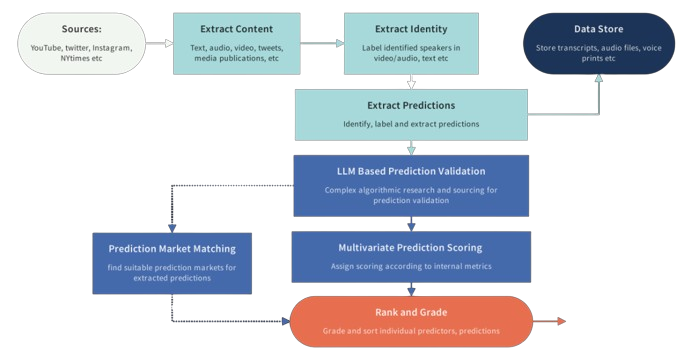 Sources:
YouTube, twitter, Instagram,
NYtimes etc
Extract Content
Text, audio, video, tweets,
media publications, etc
Extract Identity
Label identified speakers in
video/audio, text etc
Data Store
Store transcripts, audio files, voice
prints etc
Extract Predictions
Identify, label and extract predictions
LLM Based Prediction Validation
Complex algorithmic research and sourcing for
prediction validation
Prediction Market Matching
find suitable prediction markets for
extracted predictions
Multivariate Prediction Scoring
Assign scoring according to internal metrics
Rank and Grade
Grade and sort individual predictors, predictions